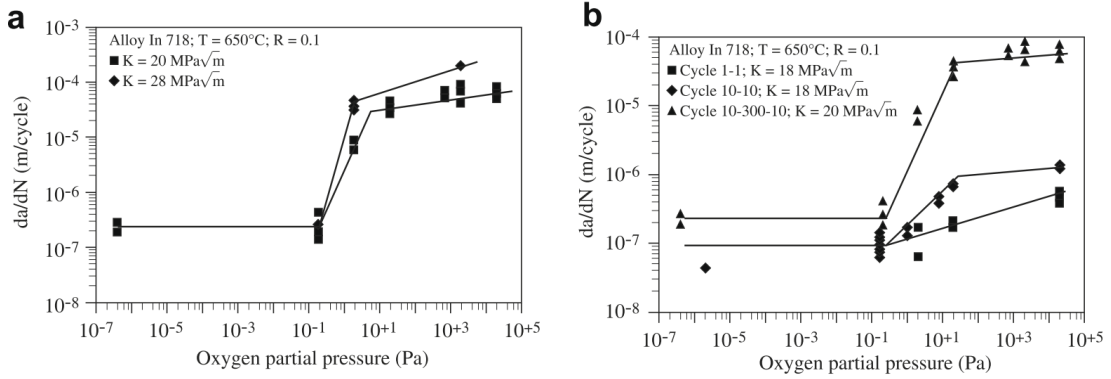 a
Alloy In 718; T = 650°C; R = 0.1
K = 20 MPa√m
K = 28 MPa√m
10-3
10-4
10-5
10-6
10-7
10-8
da/dN (m/cycle)
10-7 10-5 10-3 10-1 10+1 10+3 10+5
Oxygen partial pressure (Pa)
b
Alloy In 718; T = 650°C; R = 0.1
Cycle 1-1; K = 18 MPa√m
Cycle 10-10; K = 18 MPa√m
Cycle 10-300-10; K = 20 MPa√m
10-4
10-5
10-6
10-7
10-8
da/dN (m/cycle)
10-7 10-5 10-3 10-1 10+1 10+3 10+5
Oxygen partial pressure (Pa)